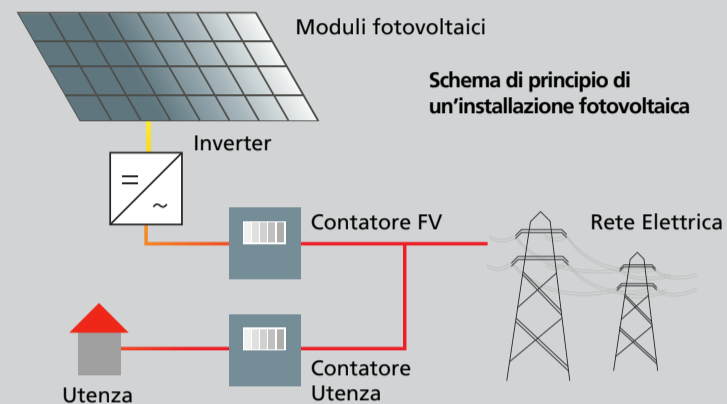 Moduli fotovoltaici
Schema di principio di
un'installazione fotovoltaica
Inverter
Contatore FV
Rete Elettrica
Contatore
Utenza
Utenza